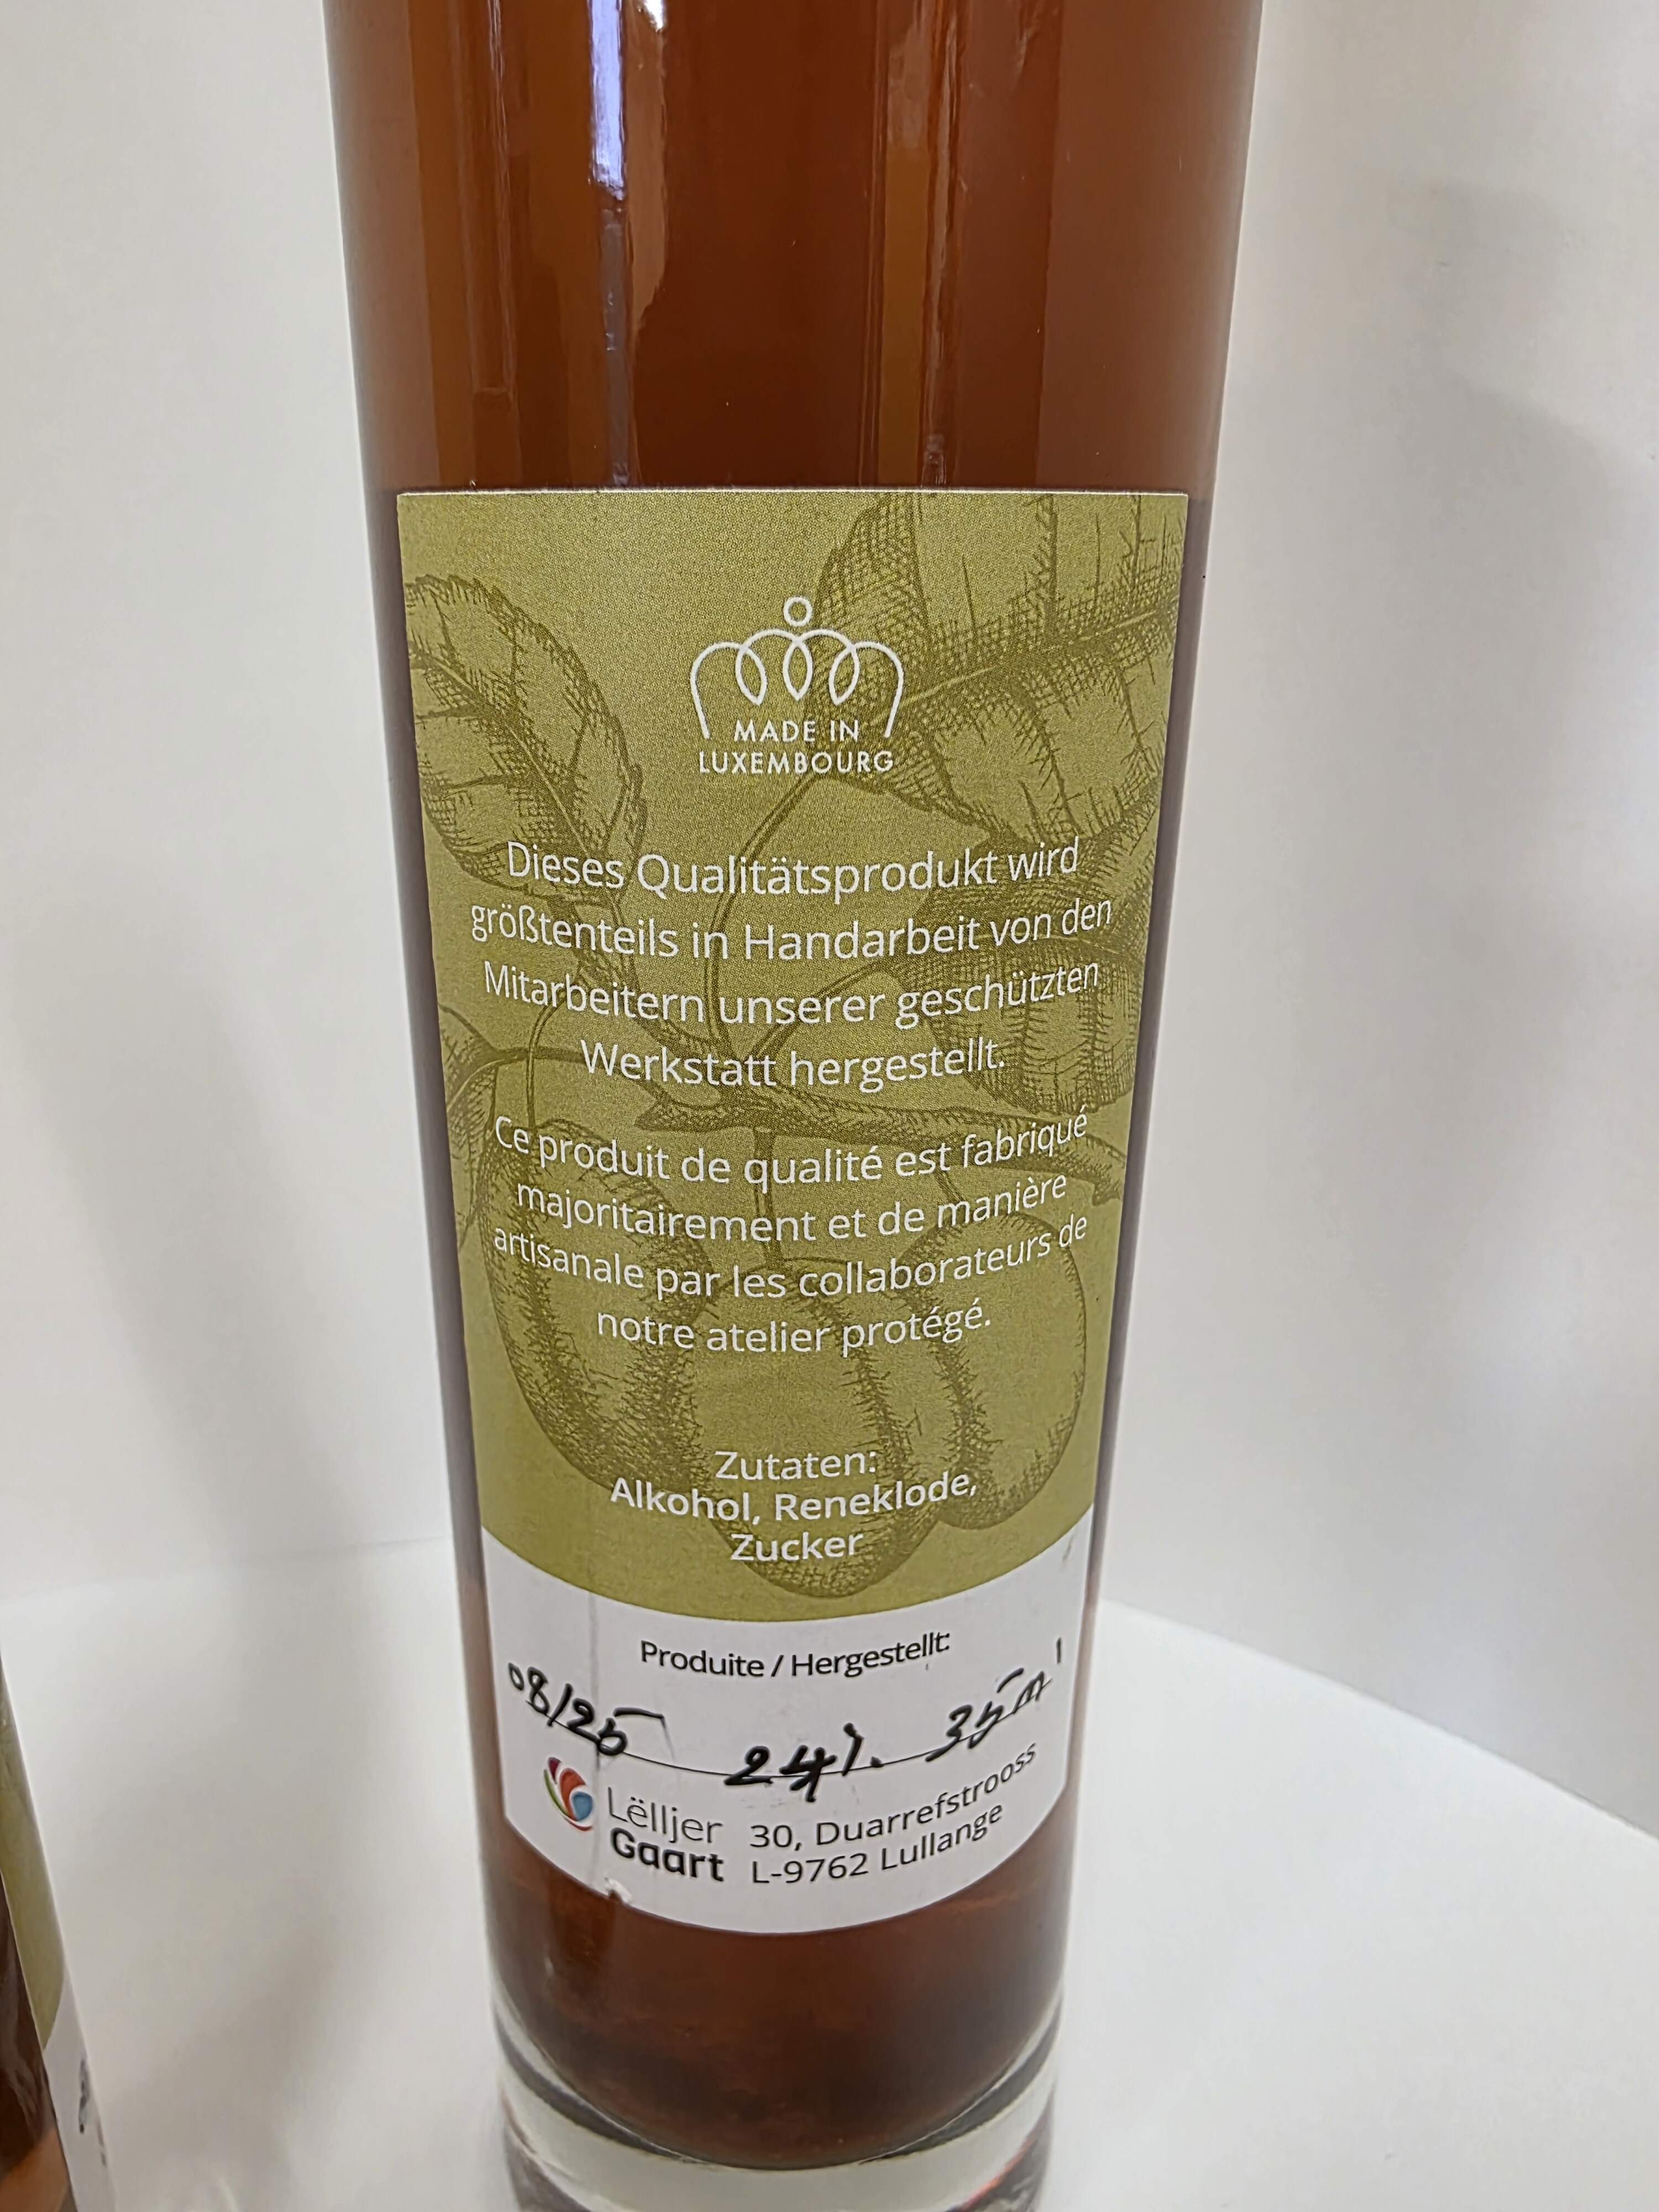 MADE IN
LUXEMBOURG
Dieses Qualitätsprodukt wird
größtenteils in Handarbeit von den
Mitarbeitern unserer geschützten
Werkstatt hergestellt.
Ce produit de qualité est fabriqué
majoritairement et de manière
artisanale par les collaborateurs de
notre atelier protégé.
Zutaten:
Alkohol, Reneklode,
Zucker
Produite / Hergestellt:
08/25 24%.
Lëlljer
Gaart
30, Duarrefstrooss
L-9762 Lullange